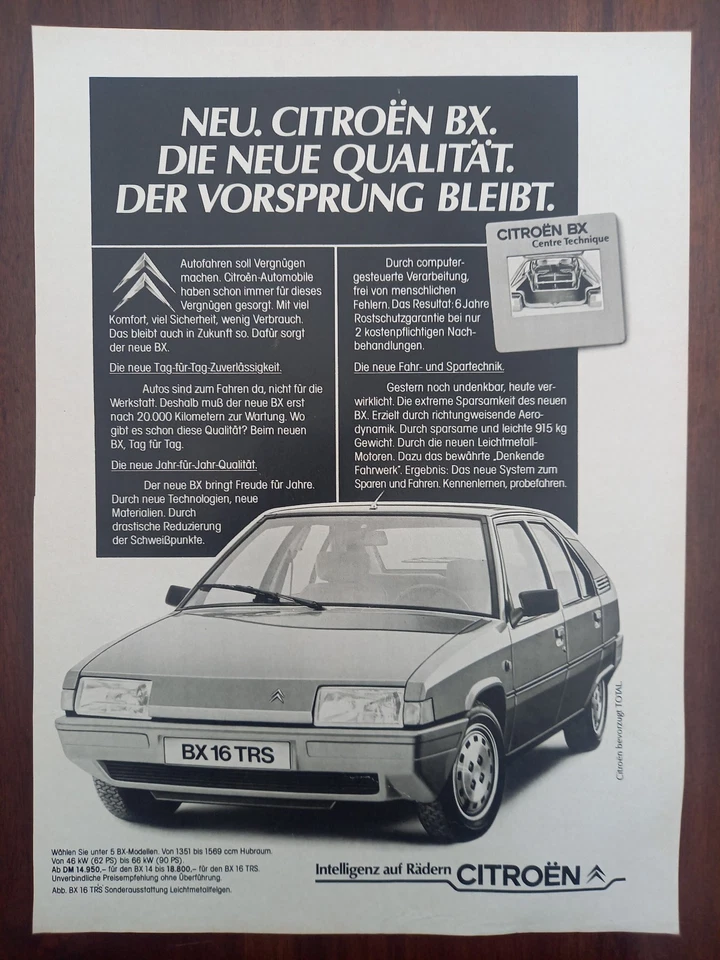 NEU. CITROËN BX.
DIE NEUE QUALITÄT.
DER VORSPRUNG BLEIBT.
CITROËN BX
Centre Technique
Autofahren soll Vergnügen
machen. Citroën-Automobile
haben schon immer für dieses
Vergnügen gesorgt. Mit viel
Komfort, viel Sicherheit, wenig Verbrauch.
Das bleibt auch in Zukunft so. Dafür sorgt
der neue BX.
Die neue Tag-für-Tag-Zuverlässigkeit.
Autos sind zum Fahren da, nicht für die
Werkstatt. Deshalb muß der neue BX erst
nach 20.000 Kilometern zur Wartung. Wo
gibt es schon diese Qualität? Beim neuen
BX, Tag für Tag.
Die neue Jahr-für-Jahr-Qualität.
Der neue BX bringt Freude für Jahre.
Durch neue Technologien, neue
Materialien. Durch
drastische Reduzierung
der Schweißpunkte.
Durch computer-
gesteuerte Verarbeitung,
frei von menschlichen
Fehlern. Das Resultat: 6 Jahre
Rostschutzgarantie bei nur
2 kostenpflichtigen Nach-
behandlungen.
Die neue Fahr- und Spartechnik.
Gestern noch undenkbar, heute ver-
wirklicht. Die extreme Sparsamkeit des neuen
BX. Erzielt durch richtungweisende Aero-
dynamik. Durch sparsame und leichte 915 kg
Gewicht. Durch die neuen Leichtmetall-
Motoren. Dazu das bewährte „Denkende
Fahrwerk“. Ergebnis: Das neue System zum
Sparen und Fahren. Kennenlernen, probefahren.
BX 16 TRS
Citroën bevorzugt TOTAL.
Wählen Sie unter 5 BX-Modellen. Von 1351 bis 1569 ccm Hubraum.
Von 46 kW (62 PS) bis 66 kW (90 PS).
Ab DM 14.950,– für den BX 14 bis 18.800,– für den BX 16 TRS.
Unverbindliche Preisempfehlung ohne Überführung.
Abb. BX 16 TRS Sonderausstattung Leichtmetallfelgen.
Intelligenz auf Rädern CITROËN